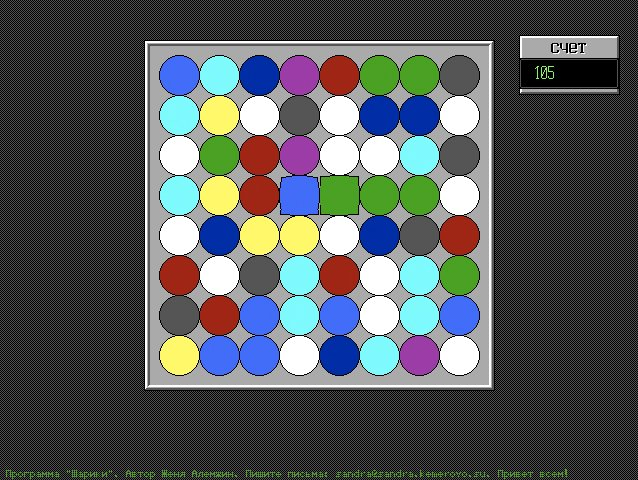 счет
105
Программа "Шарики". Автор Женя Алемжин. Пишите письма: sandra@sandra.kemerovo.su. Привет всем!